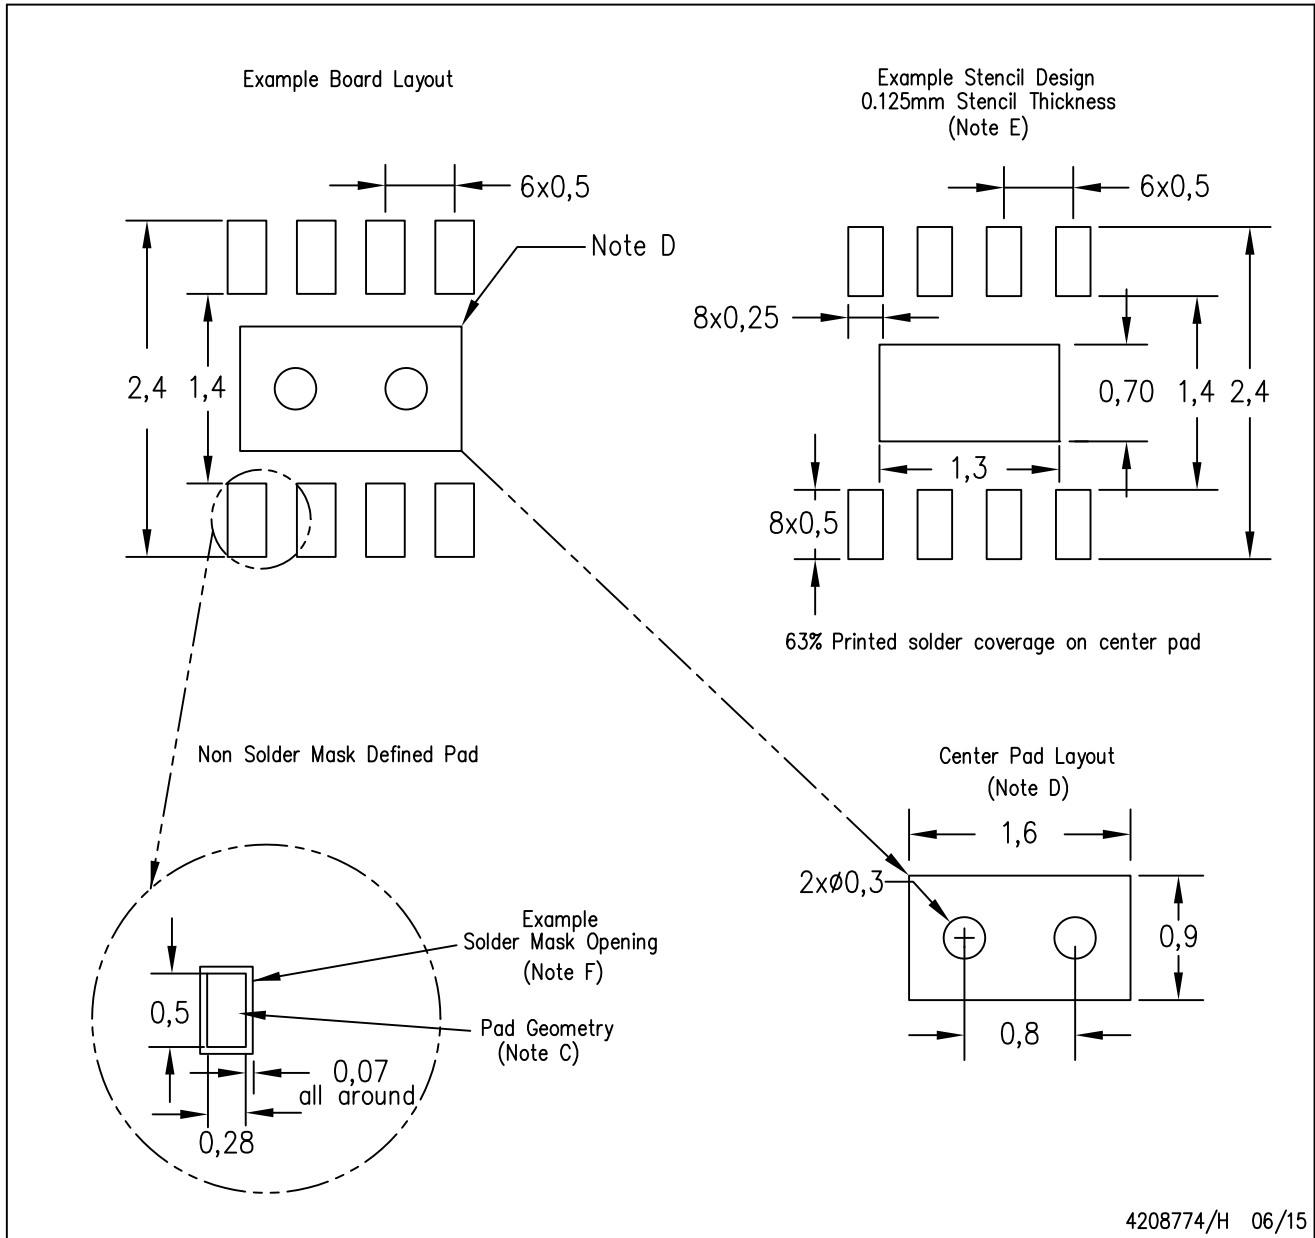 Example Board Layout
6x0,5
Note D
2,4
1,4
Example Stencil Design
0.125mm Stencil Thickness
(Note E)
6x0,5
8x0,25
0,70
1,4
2,4
1,3
8x0,5
63% Printed solder coverage on center pad
Non Solder Mask Defined Pad
Example
Solder Mask Opening
(Note F)
0,5
Pad Geometry
(Note C)
0,07
all around
0,28
Center Pad Layout
(Note D)
1,6
2xø0,3
0,9
0,8
4208774/H 06/15